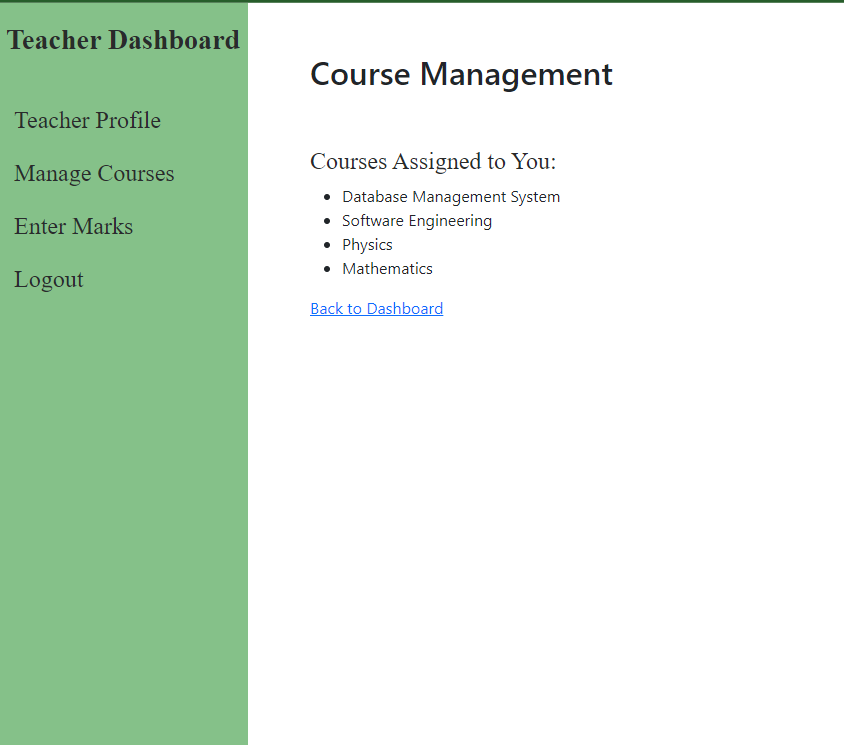 Teacher Dashboard
Teacher Profile
Manage Courses
Enter Marks
Logout
Course Management
Courses Assigned to You:
Database Management System
Software Engineering
Physics
Mathematics
Back to Dashboard